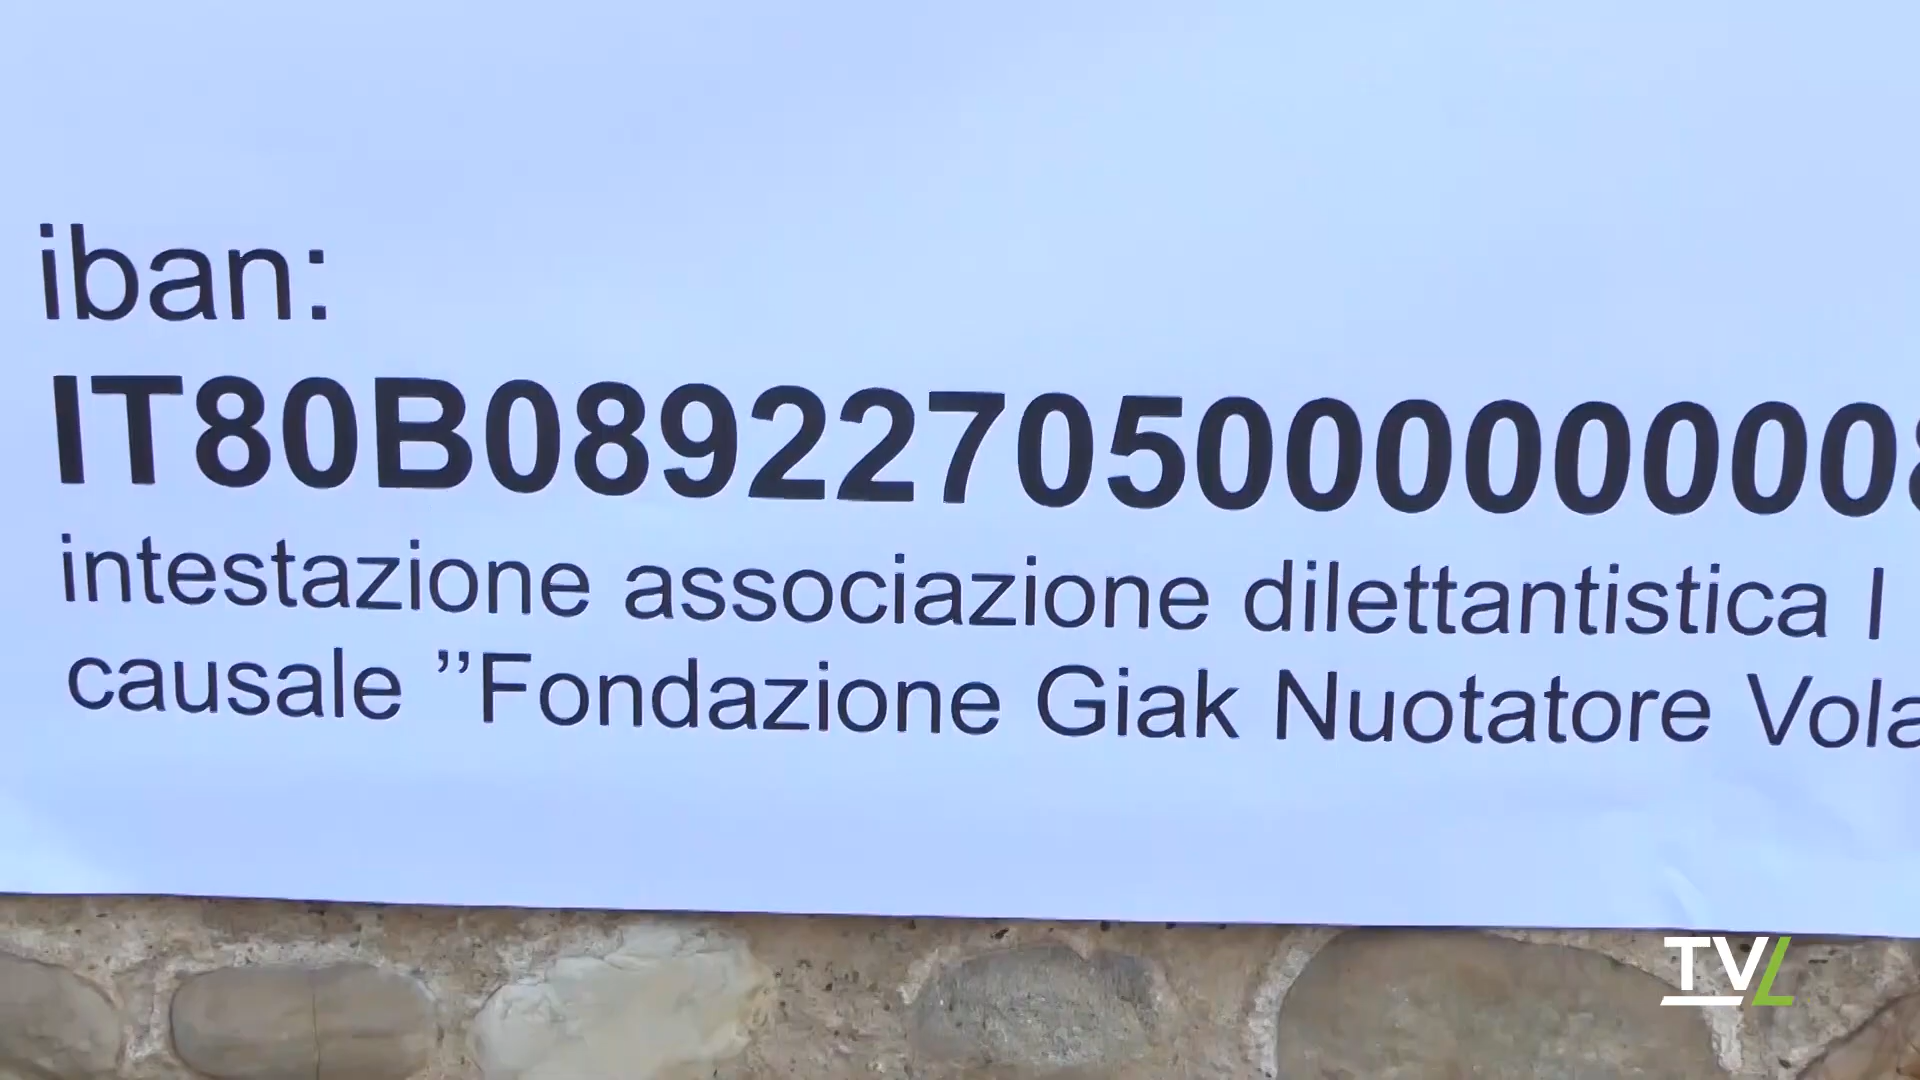 iban:
IT80B0892270500000000
intestazione associazione dilettantistica I
causale ”Fondazione Giak Nuotatore Vola
TVL